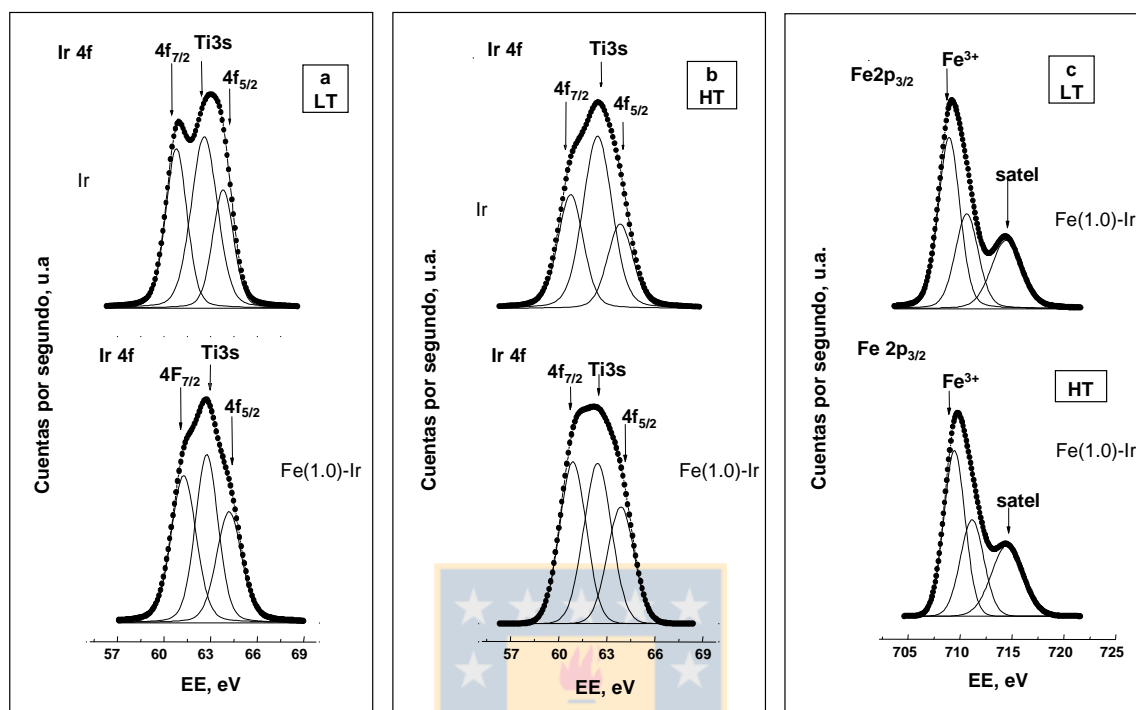 Ir 4f
4f7/2
Ti3s
4f5/2
a
LT
Ir
Ir 4f
Ti3s
4F7/2
4f5/2
Fe(1.0)-Ir
Cuentas por segundo, u.a
57 60 63 66 69
EE, eV
Ir 4f
Ti3s
4f7/2
4f5/2
b
HT
Ir
Ir 4f
4f7/2
Ti3s
4f5/2
Fe(1.0)-Ir
Cuentas por segundo, u.a.
57 60 63 66 69
EE, eV
Fe2p3/2
Fe3+
c
LT
satel
Fe(1.0)-Ir
Fe 2p3/2
Fe3+
HT
satel
Fe(1.0)-Ir
Cuentas por segundo, u.a.
705 710 715 720 725
EE, eV